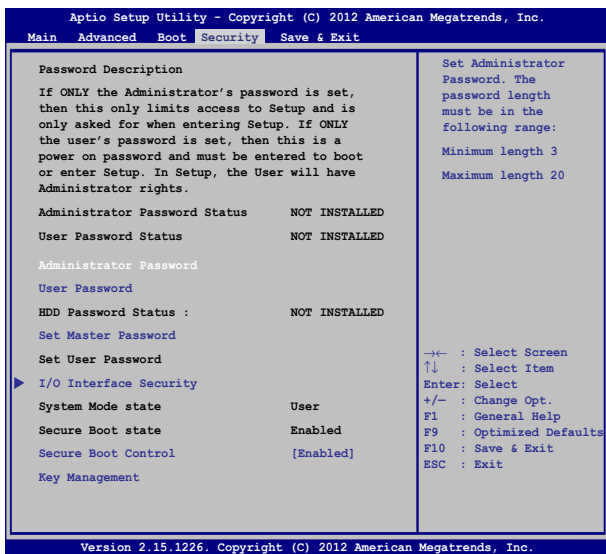 Aptio Setup Utility - Copyright (C) 2012 American Megatrends, Inc.
Main Advanced Boot Security Save & Exit
Password Description
If ONLY the Administrator's password is set,
then this only limits access to Setup and is
only asked for when entering Setup. If ONLY
the user's password is set, then this is a
power on password and must be entered to boot
or enter Setup. In Setup, the User will have
Administrator rights.
Administrator Password Status NOT INSTALLED
User Password Status NOT INSTALLED
Administrator Password
User Password
HDD Password Status : NOT INSTALLED
Set Master Password
Set User Password
I/O Interface Security
System Mode state User
Secure Boot state Enabled
Secure Boot Control [Enabled]
Key Management
Set Administrator
Password. The
password length
must be in the
following range:
Minimum length 3
Maximum length 20
→← : Select Screen
↑↓ : Select Item
Enter: Select
+/— : Change Opt.
F1 : General Help
F9 : Optimized Defaults
F10 : Save & Exit
ESC : Exit
Version 2.15.1226. Copyright (C) 2012 American Megatrends, Inc.